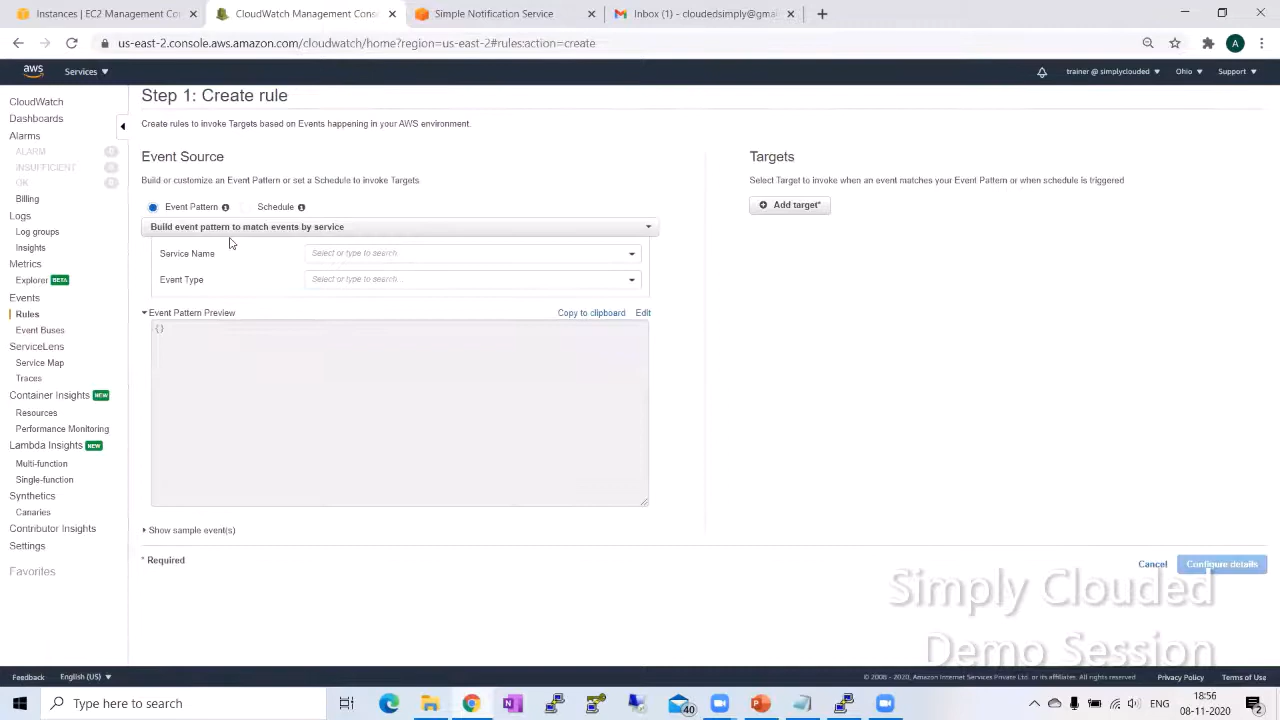 Instances | EC2 Management Con
CloudWatch Management Conso
Simple Notification Service
Inbox (1) - cloudedsimply@gmail
us-east-2.console.aws.amazon.com/cloudwatch/home?region=us-east-2#rules:action=create
A
aws
Services
trainer @ simplyclouded
Ohio
Support
CloudWatch
Dashboards
Alarms
ALARM 0
INSUFFICIENT 0
OK 0
Billing
Logs
Log groups
Insights
Metrics
Explorer BETA
Events
Rules
Event Buses
ServiceLens
Service Map
Traces
Container Insights NEW
Resources
Performance Monitoring
Lambda Insights NEW
Multi-function
Single-function
Synthetics
Canaries
Contributor Insights
Settings
Favorites
Step 1: Create rule
Create rules to invoke Targets based on Events happening in your AWS environment.
Event Source
Build or customize an Event Pattern or set a Schedule to invoke Targets
Event Pattern
Schedule
Build event pattern to match events by service
Service Name
Select or type to search...
Event Type
Select or type to search...
Event Pattern Preview
Copy to clipboard
Edit
{}
Show sample event(s)
* Required
Targets
Select Target to invoke when an event matches your Event Pattern or when schedule is triggered
Add target*
Cancel
Configure details
Simply Clouded
Demo Session
Feedback
English (US)
© 2008 - 2020, Amazon Internet Services Private Ltd. or its affiliates. All rights reserved.
Privacy Policy
Terms of Use
Type here to search
40
ENG
18:56
08-11-2020
2